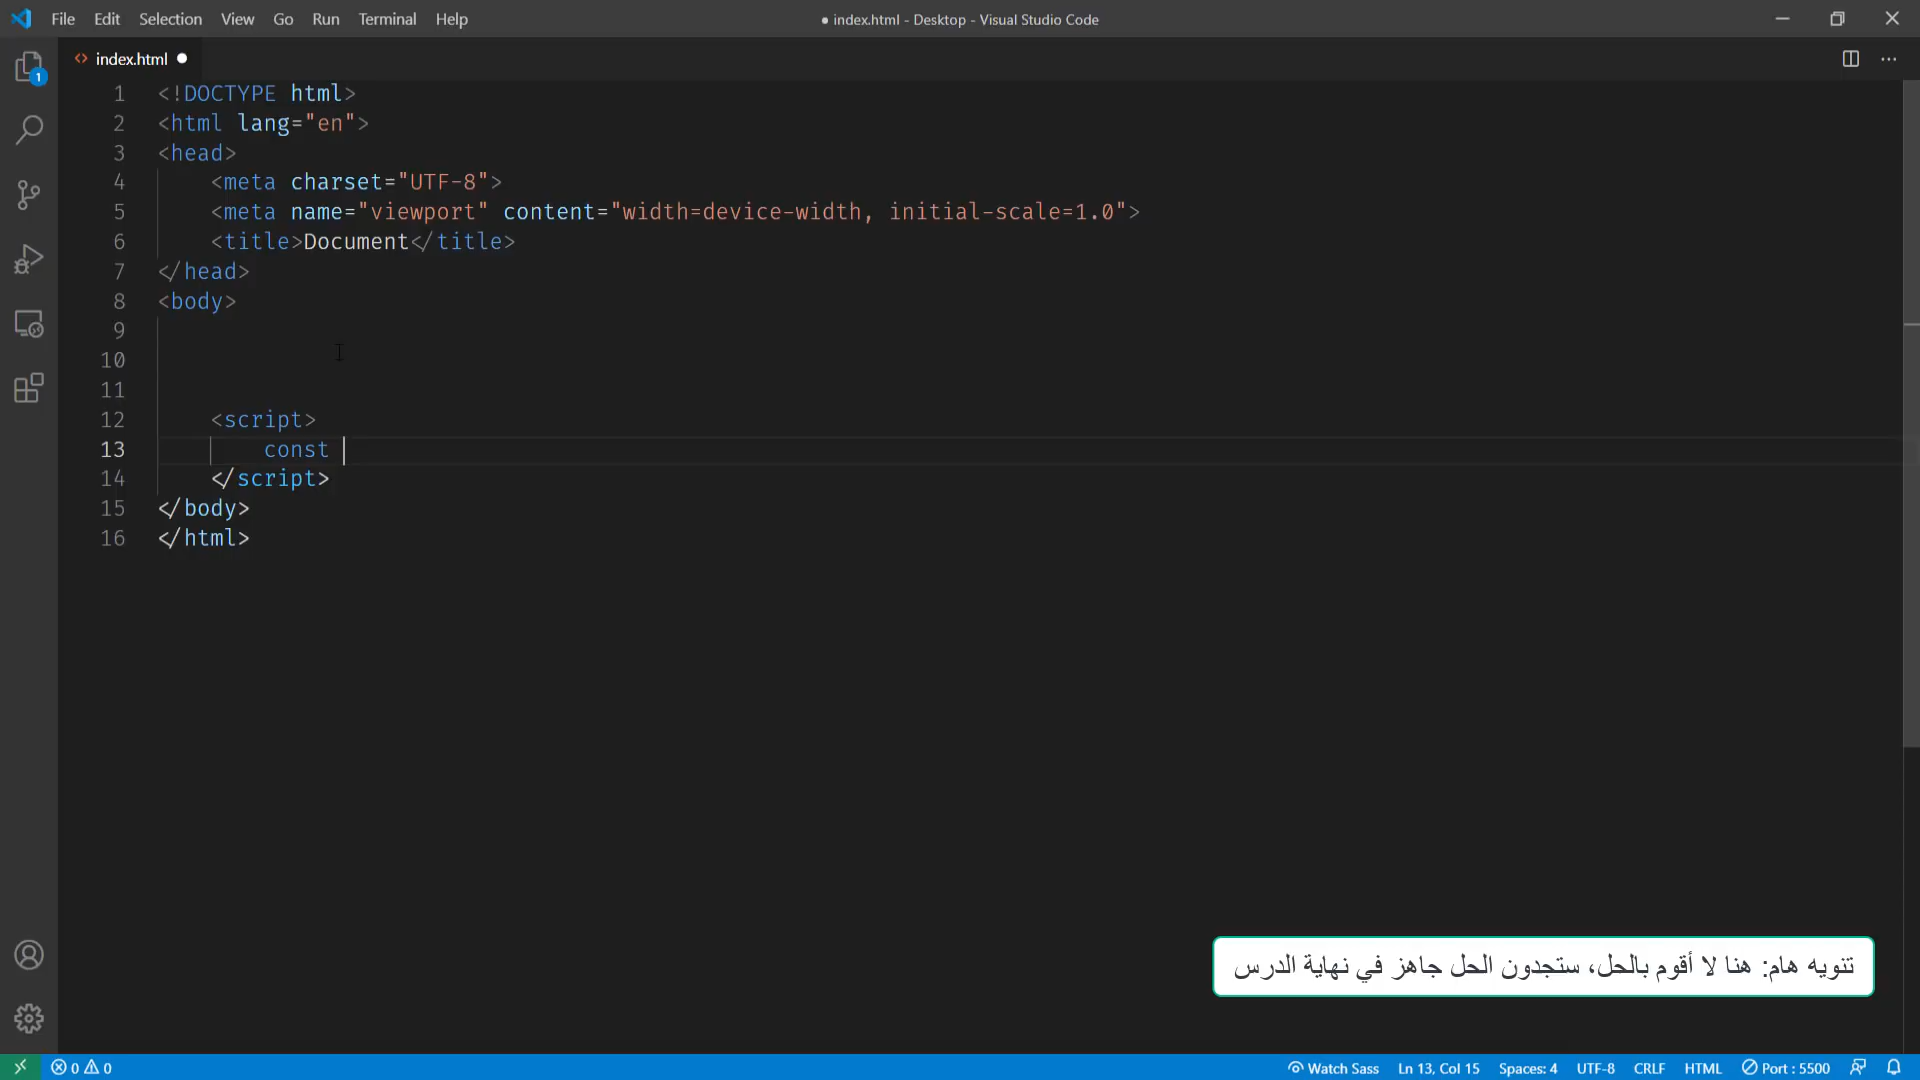 File Edit Selection View Go Run Terminal Help
● index.html - Desktop - Visual Studio Code
index.html ●
1
1 <!DOCTYPE html>
2 <html lang="en">
3 <head>
4 <meta charset="UTF-8">
5 <meta name="viewport" content="width=device-width, initial-scale=1.0">
6 <title>Document</title>
7 </head>
8 <body>
9
10
11
12 <script>
13 const
14 </script>
15 </body>
16 </html>
تنويه هام: هنا لا أقوم بالحل، ستجدون الحل جاهز في نهاية الدرس
0 0 Watch Sass Ln 13, Col 15 Spaces: 4 UTF-8 CRLF HTML Port : 5500